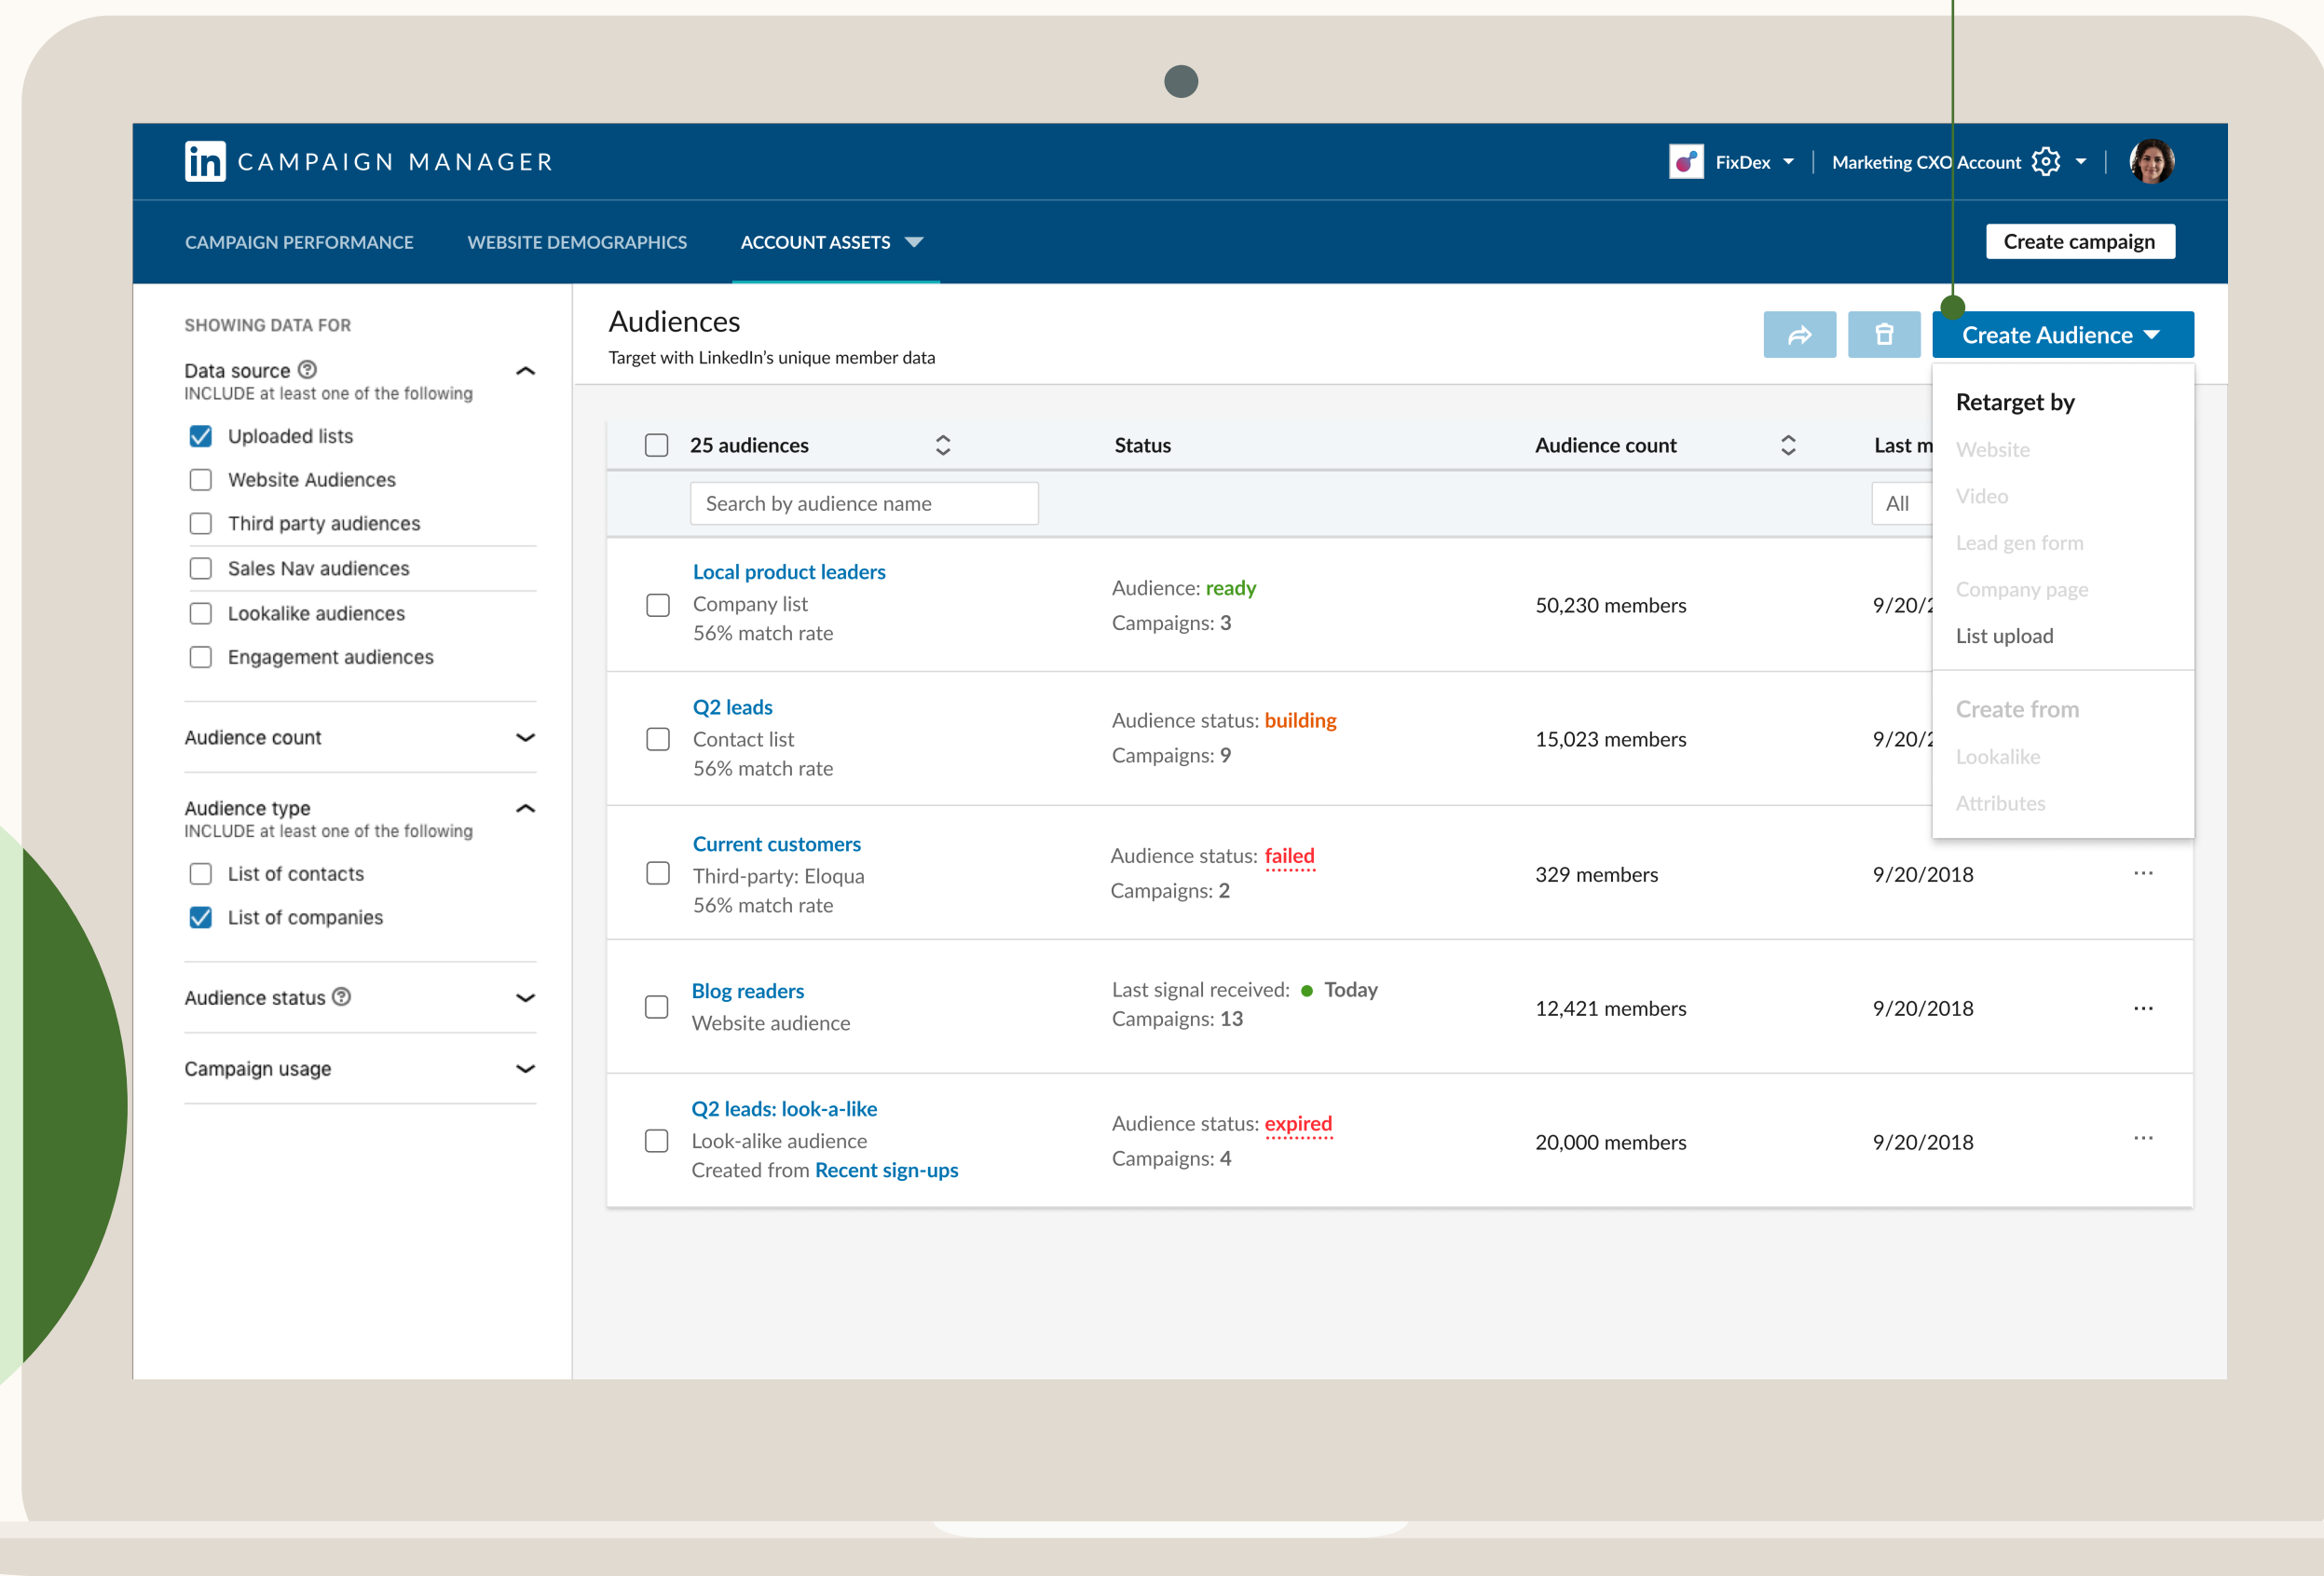 in CAMPAIGN MANAGER
FixDex
Marketing CXO Account
CAMPAIGN PERFORMANCE
WEBSITE DEMOGRAPHICS
ACCOUNT ASSETS
Create campaign
SHOWING DATA FOR
Data source
INCLUDE at least one of the following
Uploaded lists
Website Audiences
Third party audiences
Sales Nav audiences
Lookalike audiences
Engagement audiences
Audience count
Audience type
INCLUDE at least one of the following
List of contacts
List of companies
Audience status
Campaign usage
Audiences
Target with LinkedIn’s unique member data
Create Audience
Retarget by
Website
Video
Lead gen form
Company page
List upload
Create from
Lookalike
Attributes
25 audiences
Status
Audience count
Last m
Search by audience name
All
Local product leaders
Company list
56% match rate
Audience: ready
Campaigns: 3
50,230 members
9/20/2
Q2 leads
Contact list
56% match rate
Audience status: building
Campaigns: 9
15,023 members
9/20/2
Current customers
Third-party: Eloqua
56% match rate
Audience status: failed
Campaigns: 2
329 members
9/20/2018
...
Blog readers
Website audience
Last signal received: Today
Campaigns: 13
12,421 members
9/20/2018
...
Q2 leads: look-a-like
Look-alike audience
Created from Recent sign-ups
Audience status: expired
Campaigns: 4
20,000 members
9/20/2018
...